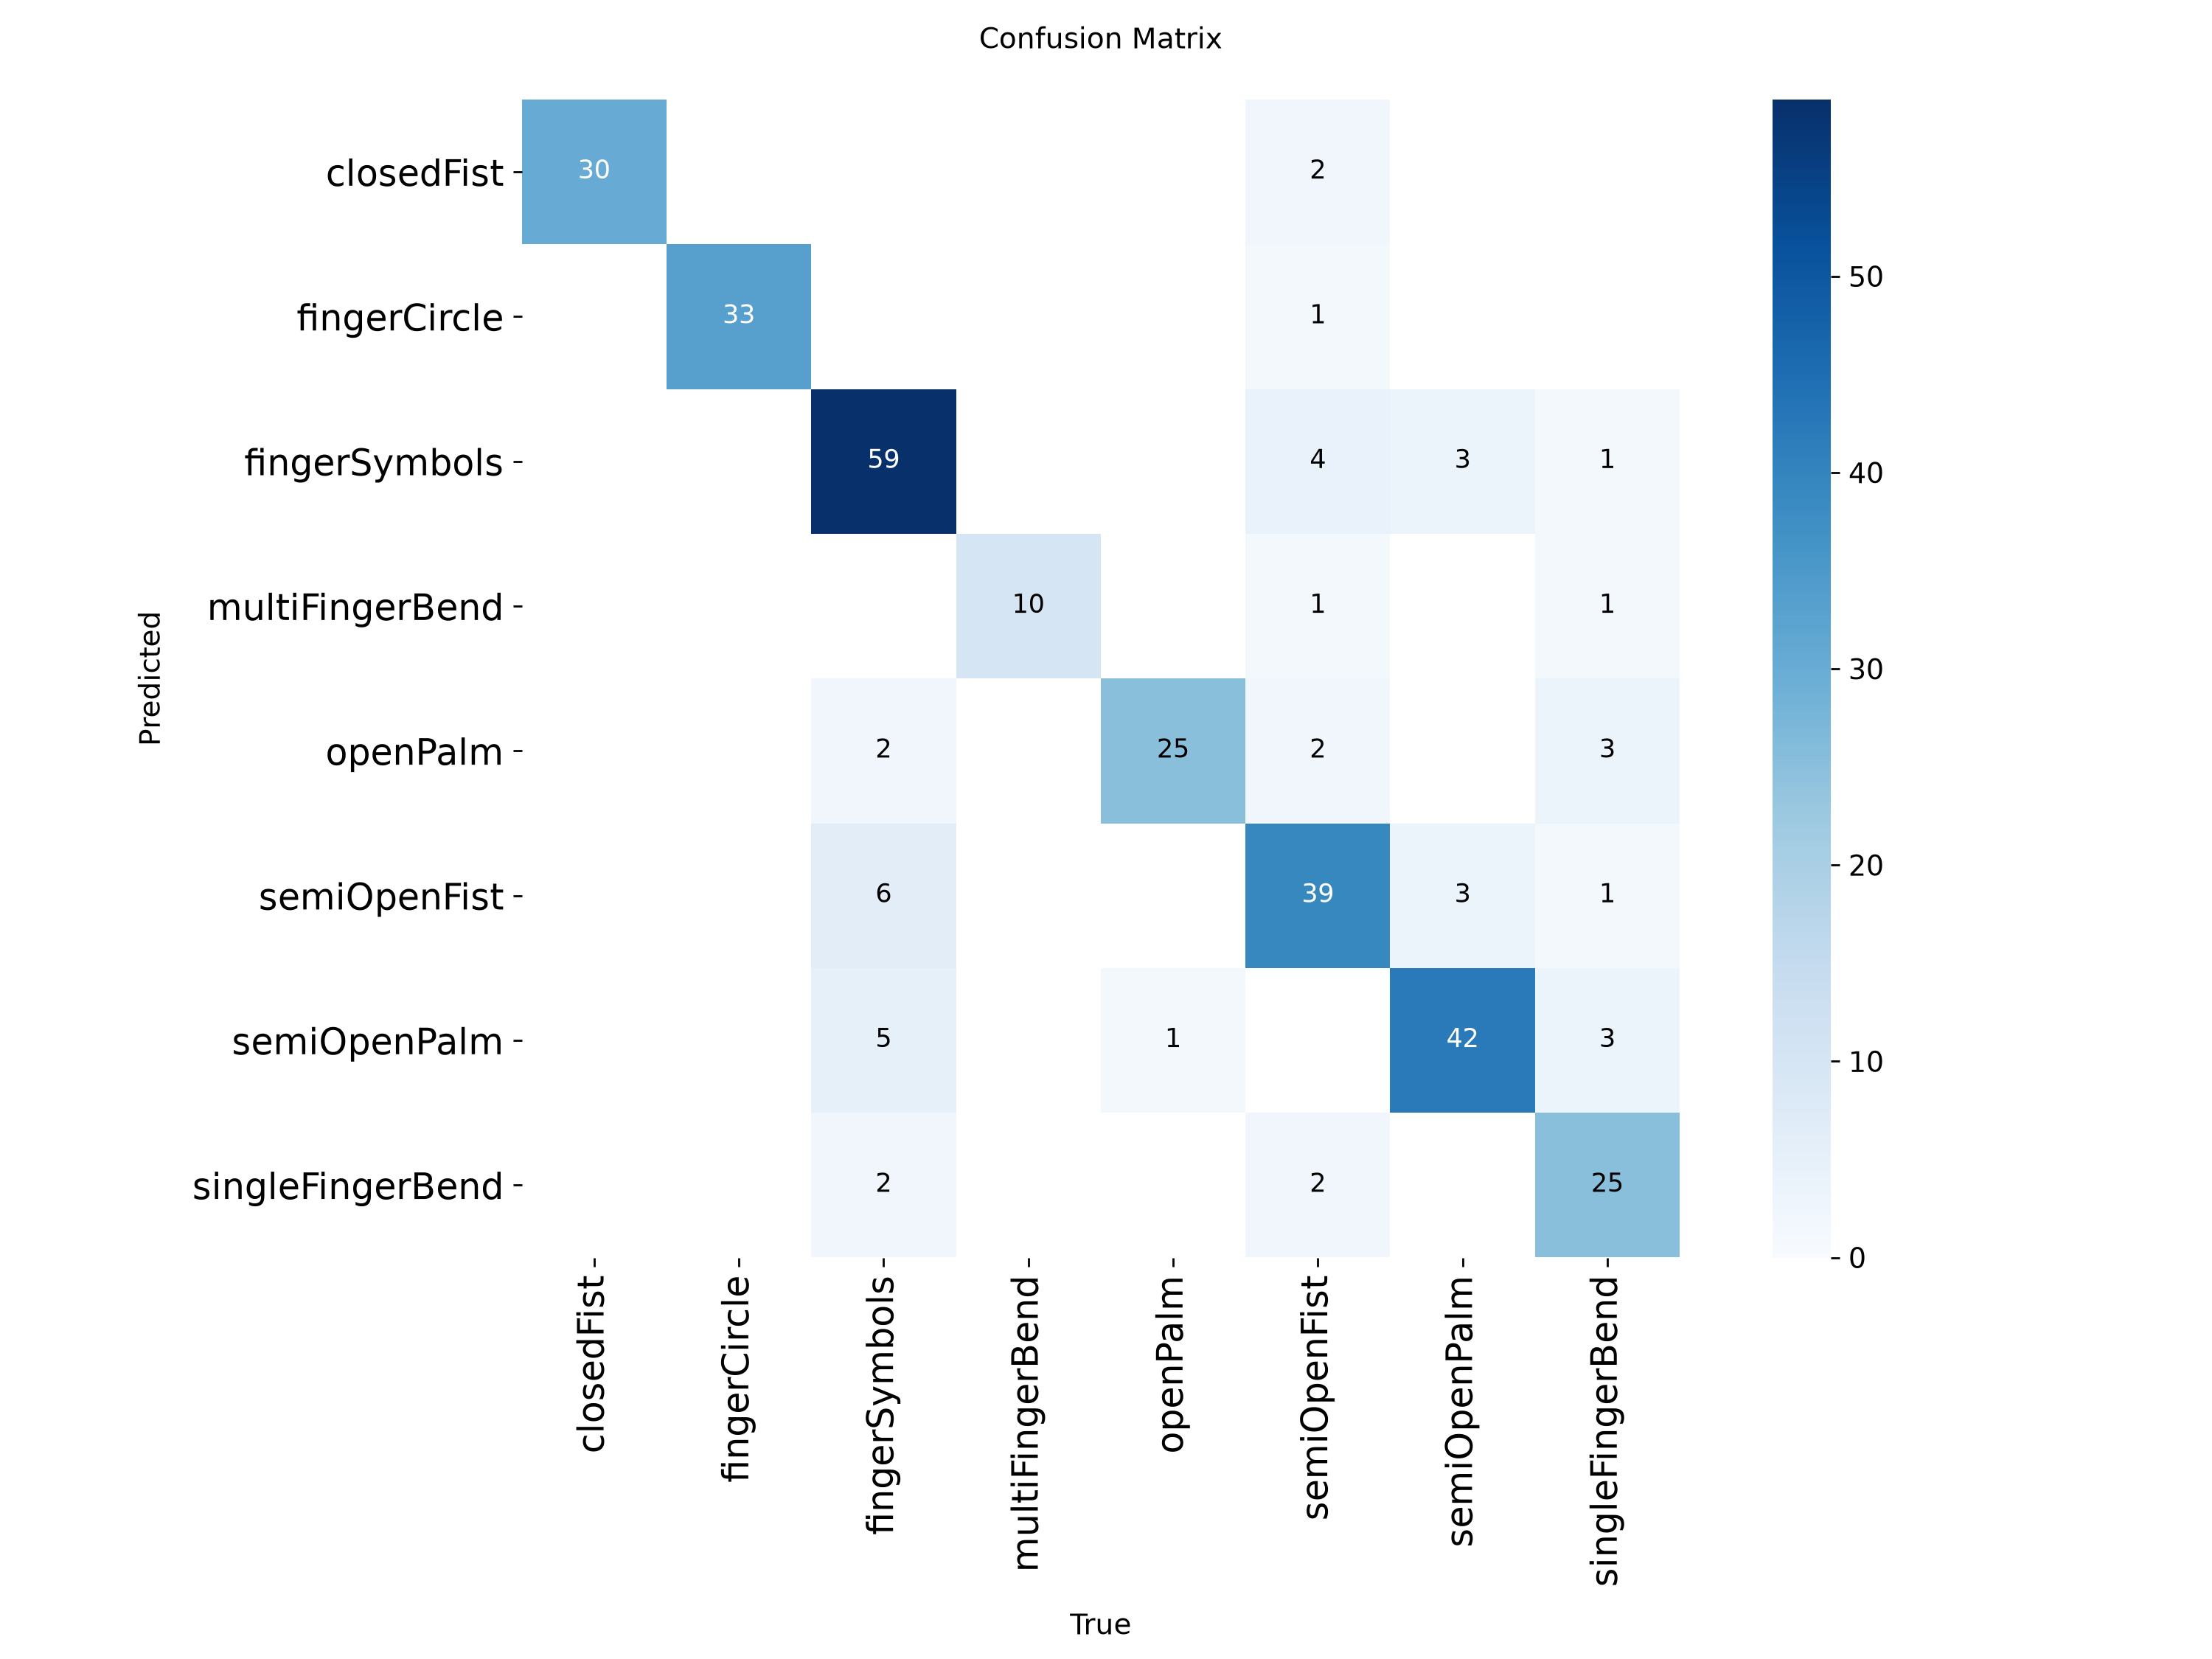 Confusion Matrix
closedFist 30 2
fingerCircle 33 1
fingerSymbols 59 4 3 1
multiFingerBend 10 1 1
openPalm 2 25 2 3
semiOpenFist 6 39 3 1
semiOpenPalm 5 1 42 3
singleFingerBend 2 2 25
Predicted
closedFist
fingerCircle
fingerSymbols
multiFingerBend
openPalm
semiOpenFist
semiOpenPalm
singleFingerBend
True
50
40
30
20
10
0